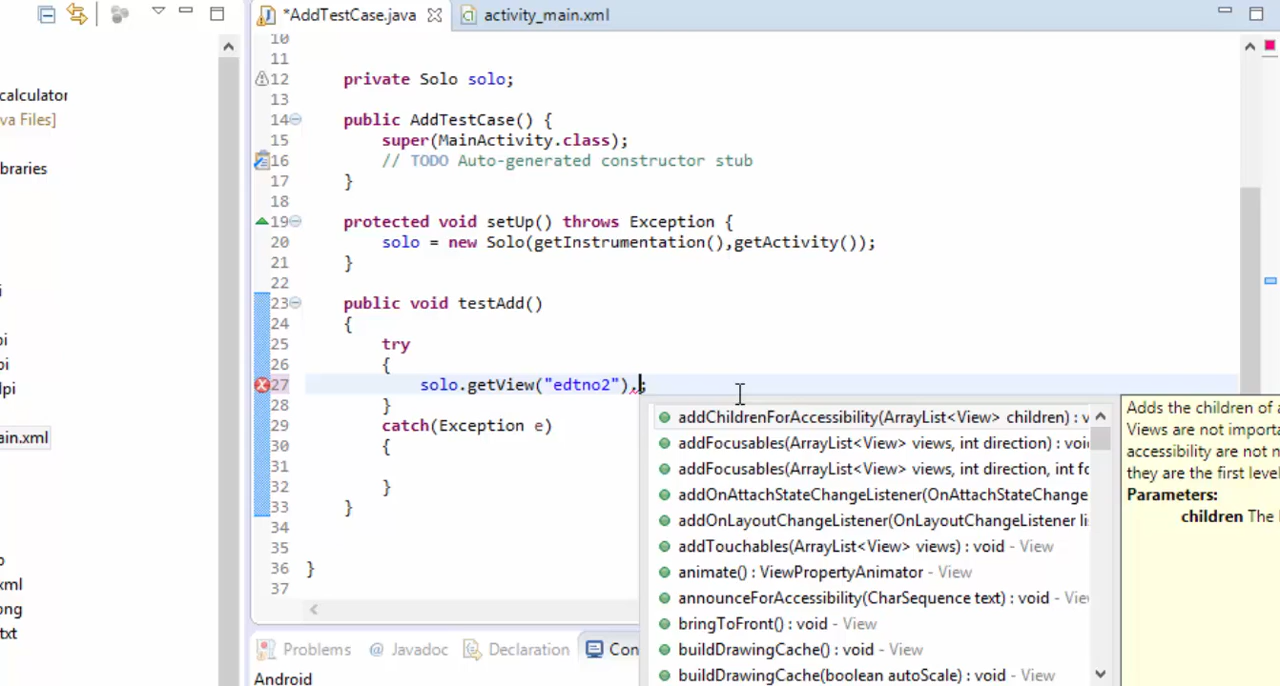 *AddTestCase.java
activity_main.xml
10
11
12 private Solo solo;
13
14 public AddTestCase() {
15 super(MainActivity.class);
16 // TODO Auto-generated constructor stub
17 }
18
19 protected void setUp() throws Exception {
20 solo = new Solo(getInstrumentation(),getActivity());
21 }
22
23 public void testAdd()
24 {
25 try
26 {
27 solo.getView("edtno2").;
28 }
29 catch(Exception e)
30 {
31
32 }
33 }
34
35
36 }
37
calculator
va Files]
braries
i
pi
pi
lpi
ain.xml
o
xml
ong
txt
addChildrenForAccessibility(ArrayList<View> children) : v
addFocusables(ArrayList<View> views, int direction) : voi
addFocusables(ArrayList<View> views, int direction, int fo
addOnAttachStateChangeListener(OnAttachStateChange
addOnLayoutChangeListener(OnLayoutChangeListener li
addTouchables(ArrayList<View> views) : void - View
animate() : ViewPropertyAnimator - View
announceForAccessibility(CharSequence text) : void - Vie
bringToFront() : void - View
buildDrawingCache() : void - View
buildDrawingCache(boolean autoScale) : void - View
Adds the children of a
Views are not importa
accessibility are not n
they are the first level
Parameters:
children The
Problems
@ Javadoc
Declaration
Con
Android